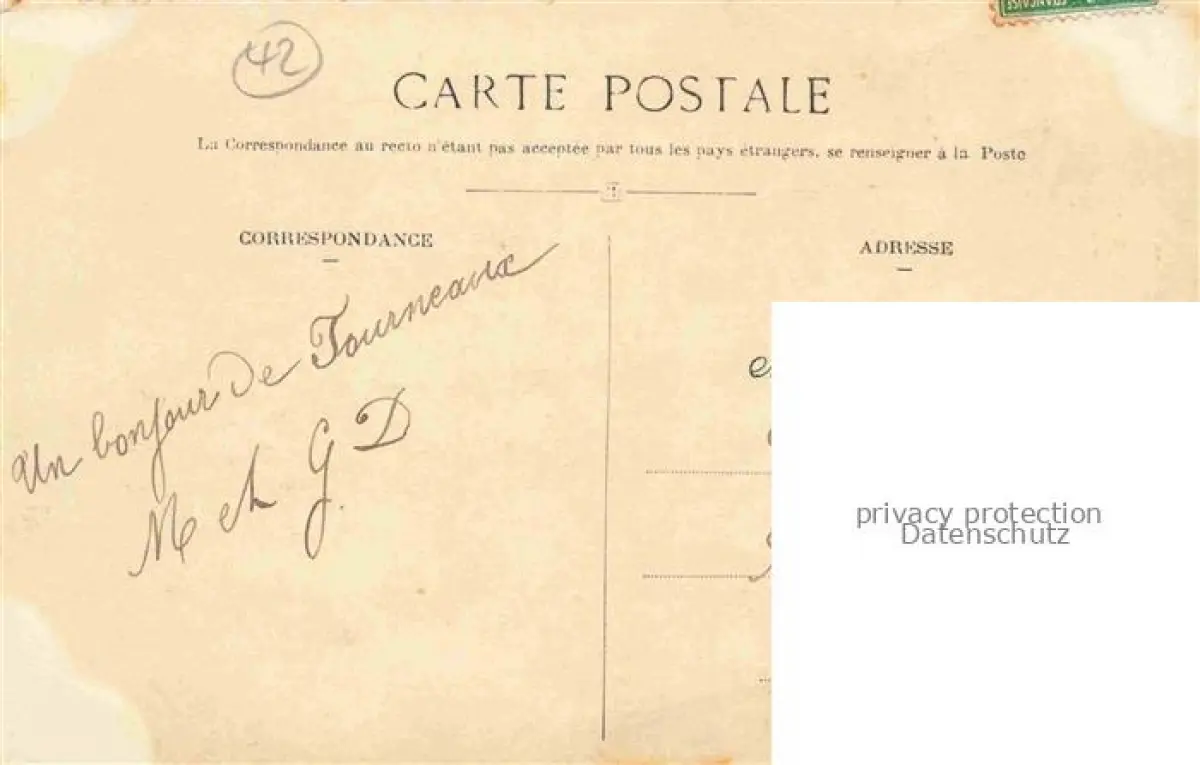 42
CARTE POSTALE
La Correspondance au recto n'étant pas acceptée par tous les pays étrangers, se renseigner à la Poste
CORRESPONDANCE
ADRESSE
Un bonjour de Tourneaux
M et G D
privacy protection
Datenschutz